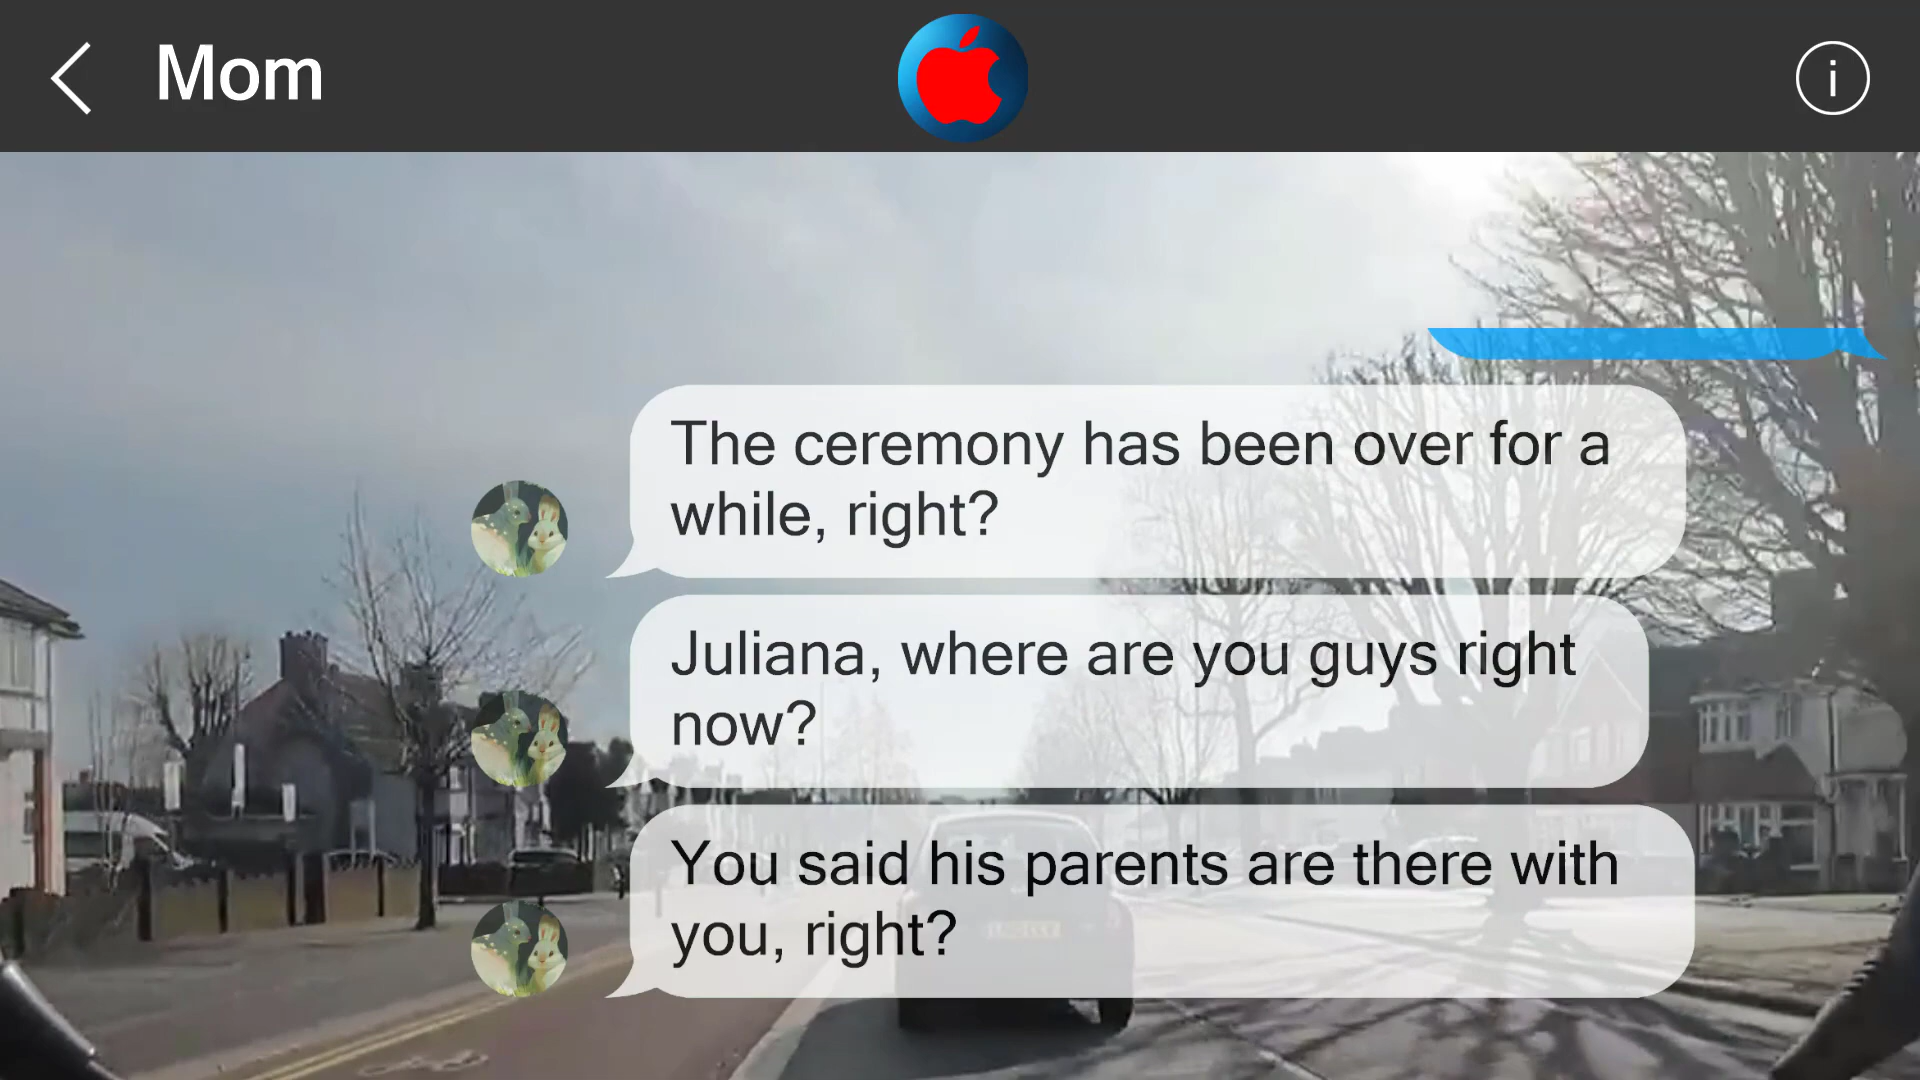 Mom
The ceremony has been over for a
while, right?
Juliana, where are you guys right
now?
You said his parents are there with
you, right?